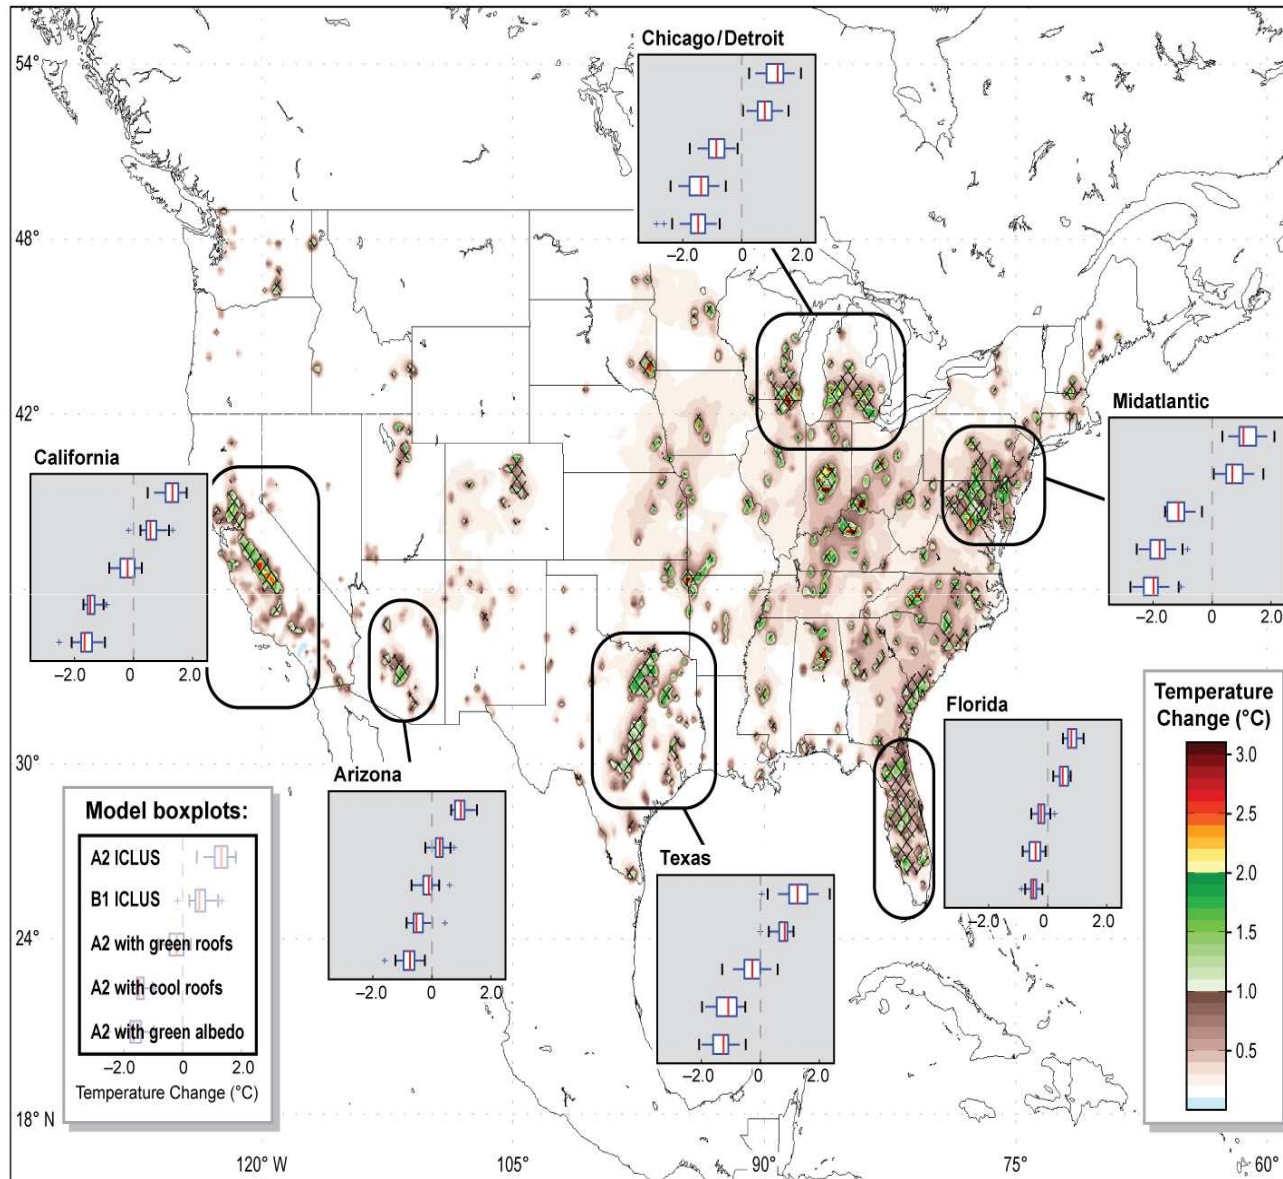 Chicago/Detroit
54°
-2.0 0 2.0
48°
42°
Midatlantic
California
-2.0 0 2.0
-2.0 0 2.0
Temperature
Change (°C)
Florida
3.0
30°
Arizona
2.5
Model boxplots:
A2 ICLUS
Texas
2.0
B1 ICLUS
-2.0 0 2.0
1.5
A2 with green roofs
24°
-2.0 0 2.0
1.0
A2 with cool roofs
A2 with green albedo
0.5
-2.0 0 2.0
-2.0 0 2.0
Temperature Change (°C)
18° N
120° W 105° 90° 75° 60°